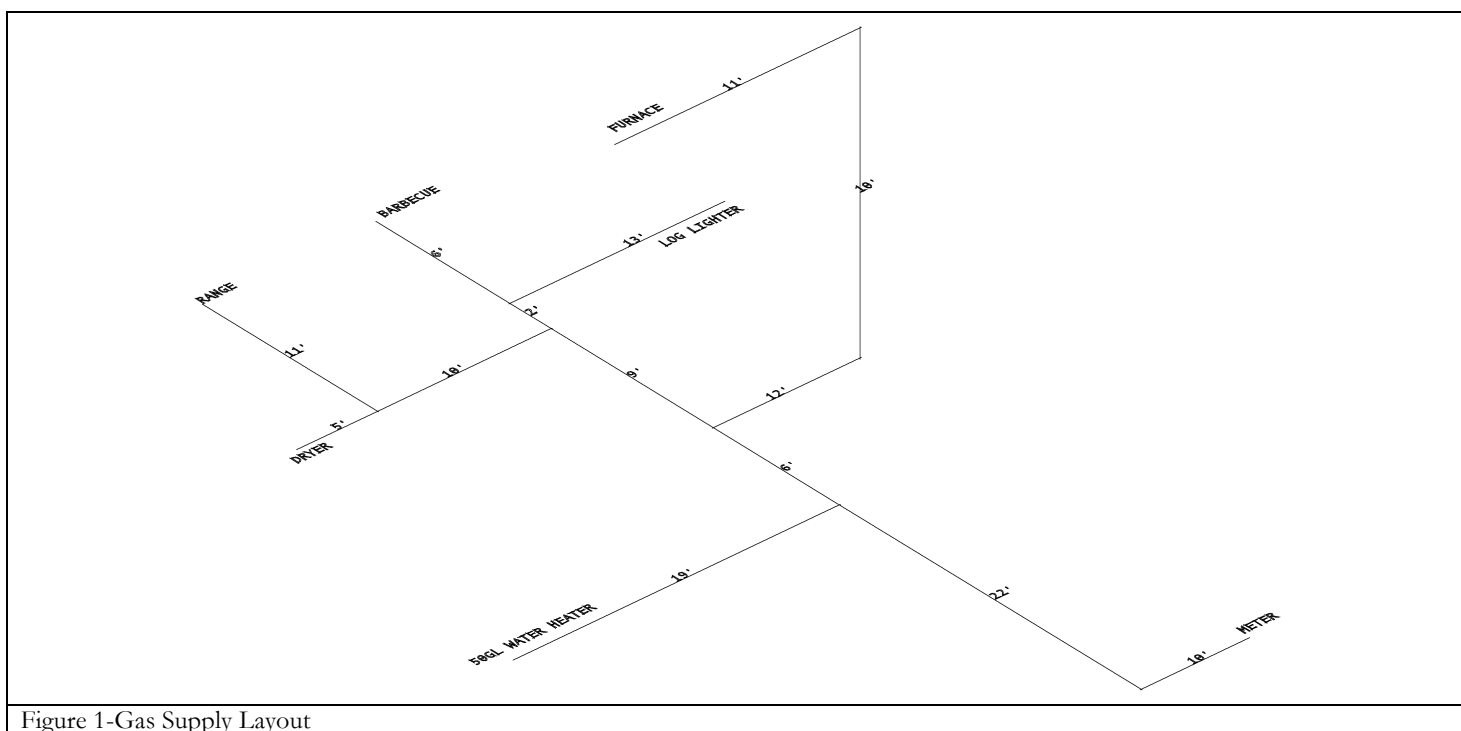 11'
FURNACE
10'
BARBECUE
13'
LOG LIGHTER
6'
RANGE
2'
11'
10'
9'
12'
5'
DRYER
6'
19'
50GL WATER HEATER
22'
METER
10'
Figure 1-Gas Supply Layout